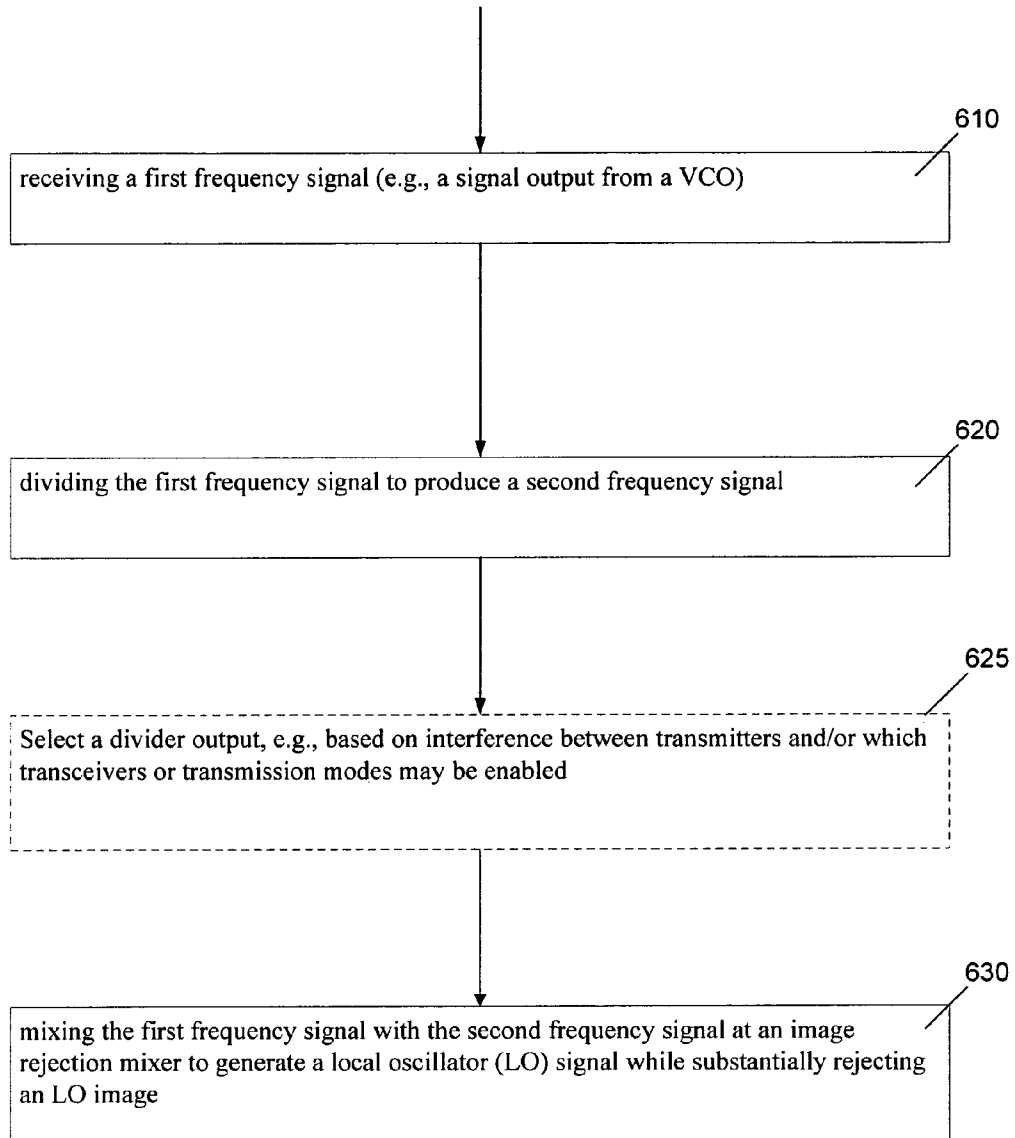 610
receiving a first frequency signal (e.g., a signal output from a VCO)
620
dividing the first frequency signal to produce a second frequency signal
625
Select a divider output, e.g., based on interference between transmitters and/or which
transceivers or transmission modes may be enabled
630
mixing the first frequency signal with the second frequency signal at an image
rejection mixer to generate a local oscillator (LO) signal while substantially rejecting
an LO image